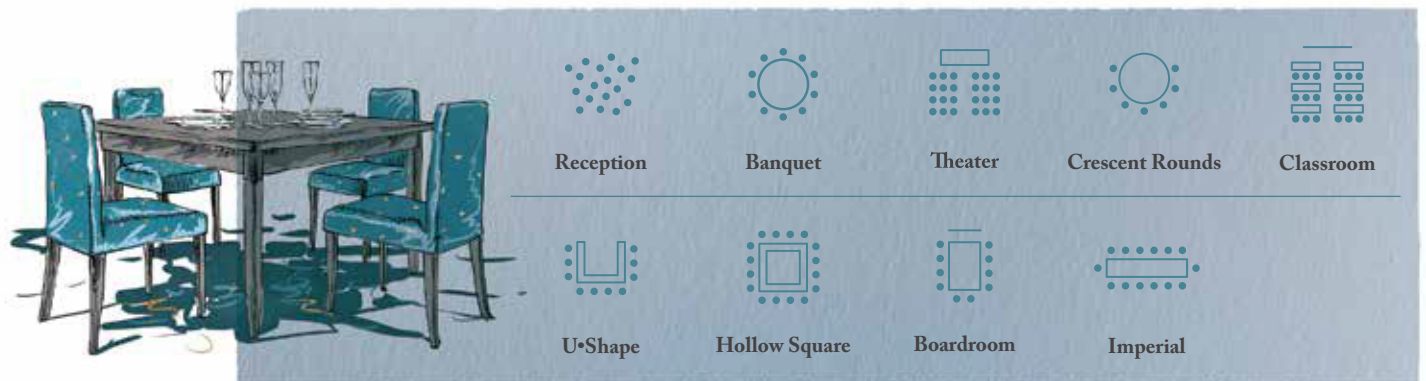 Reception
Banquet
Theater
Crescent Rounds
Classroom
U•Shape
Hollow Square
Boardroom
Imperial